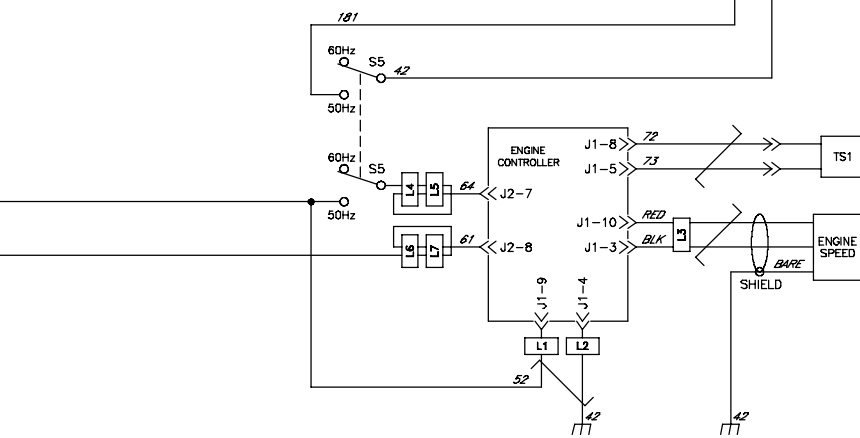 181
60Hz
S5
42
50Hz
60Hz
S5
50Hz
L4
L5
64
J2-7
L6
L7
61
J2-8
ENGINE
CONTROLLER
J1-8
72
J1-5
73
TS1
J1-10
RED
J1-3
BLK
L3
ENGINE
SPEED
BARE
SHIELD
J1-9
J1-4
L1
L2
52
42
42